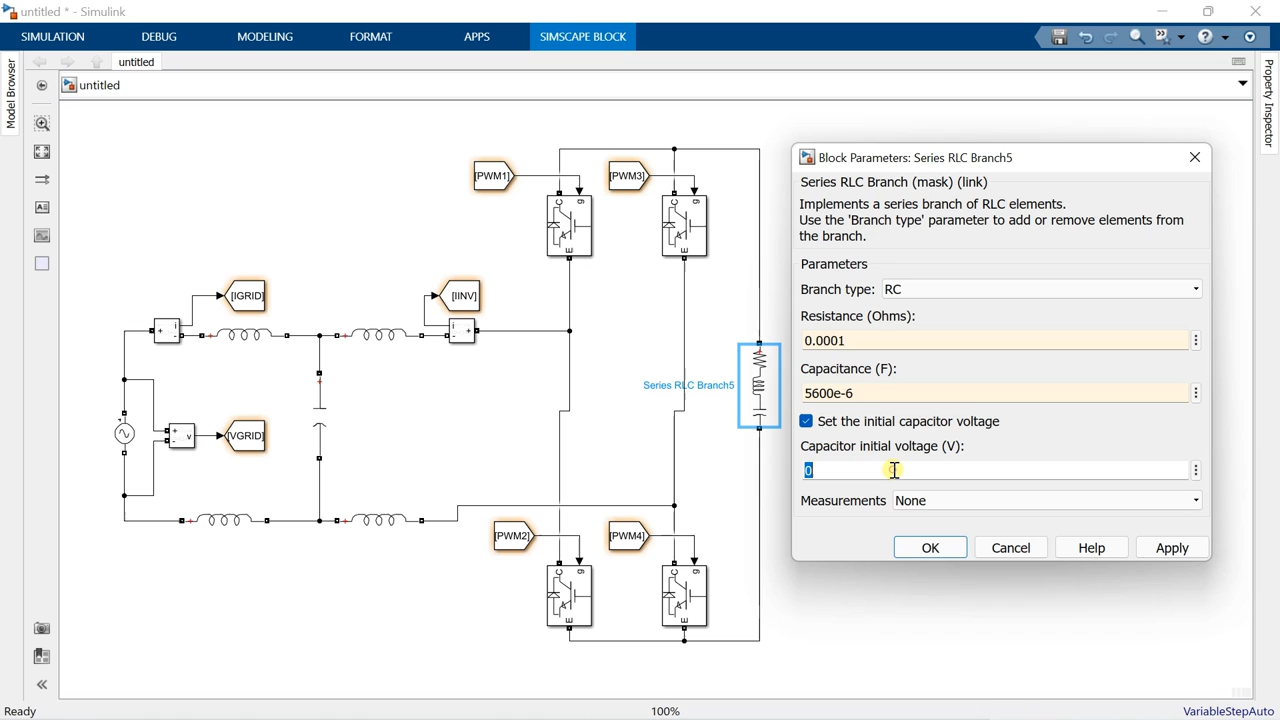 untitled * - Simulink
SIMULATION DEBUG MODELING FORMAT APPS SIMSCAPE BLOCK
untitled
untitled
Model Browser
Property Inspector
[PWM1]
[PWM3]
C g
E
C g
E
[IGRID]
[IINV]
i
+ -
i
- +
Series RLC Branch5
+
- v
[VGRID]
[PWM2]
[PWM4]
C g
E
C g
E
Block Parameters: Series RLC Branch5
Series RLC Branch (mask) (link)
Implements a series branch of RLC elements.
Use the 'Branch type' parameter to add or remove elements from
the branch.
Parameters
Branch type: RC
Resistance (Ohms):
0.0001
Capacitance (F):
5600e-6
Set the initial capacitor voltage
Capacitor initial voltage (V):
0
Measurements None
OK Cancel Help Apply
Ready 100% VariableStepAuto